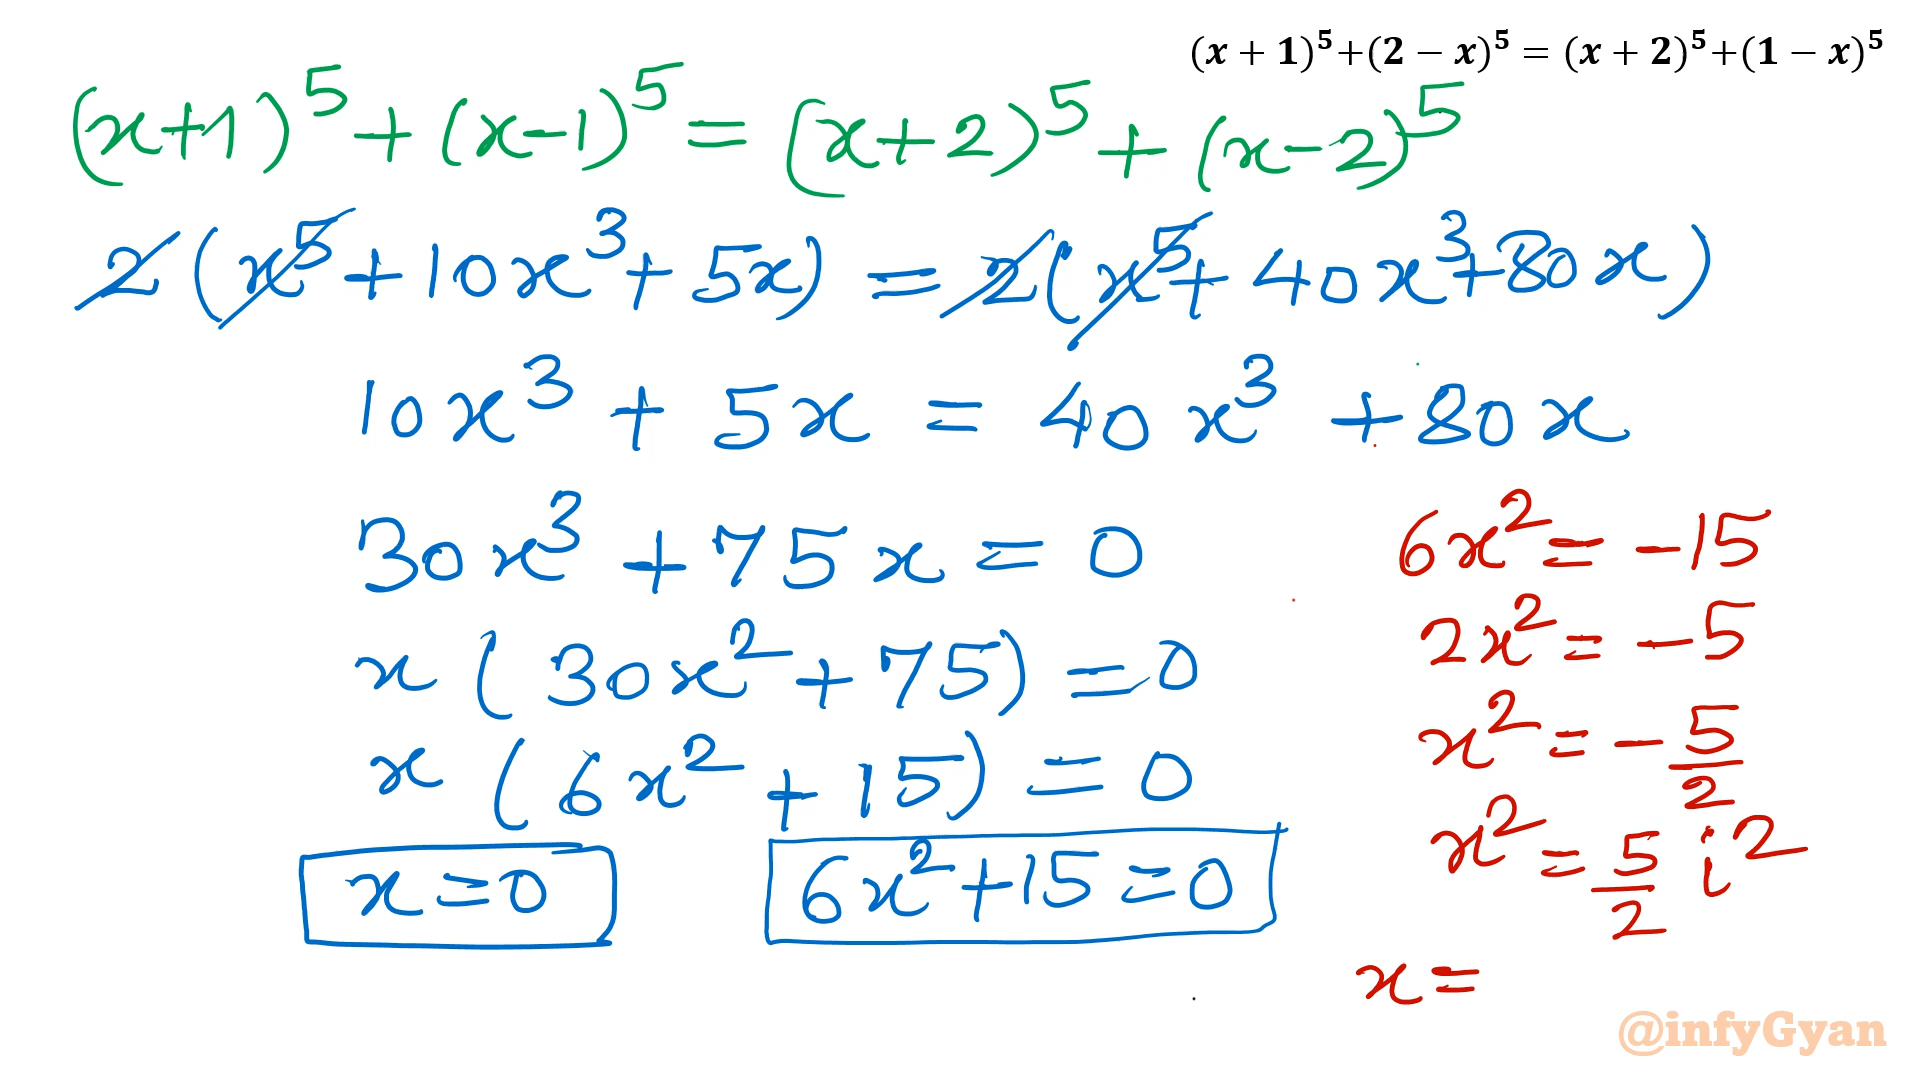 (x + 1)⁵+(2 − x)⁵ = (x + 2)⁵+(1 − x)⁵
(x+1)⁵ + (x-1)⁵ = (x+2)⁵ + (x-2)⁵
2(x⁵+10x³+5x) = 2(x⁵+40x³+80x)
10x³ + 5x = 40x³ +80x
30x³ +75x = 0
x(30x²+75) = 0
x(6x²+15) = 0
x=0
6x²+15=0
6x²=-15
2x²=-5
x²=-5/2
x²=5/2 i²
x=
@infyGyan